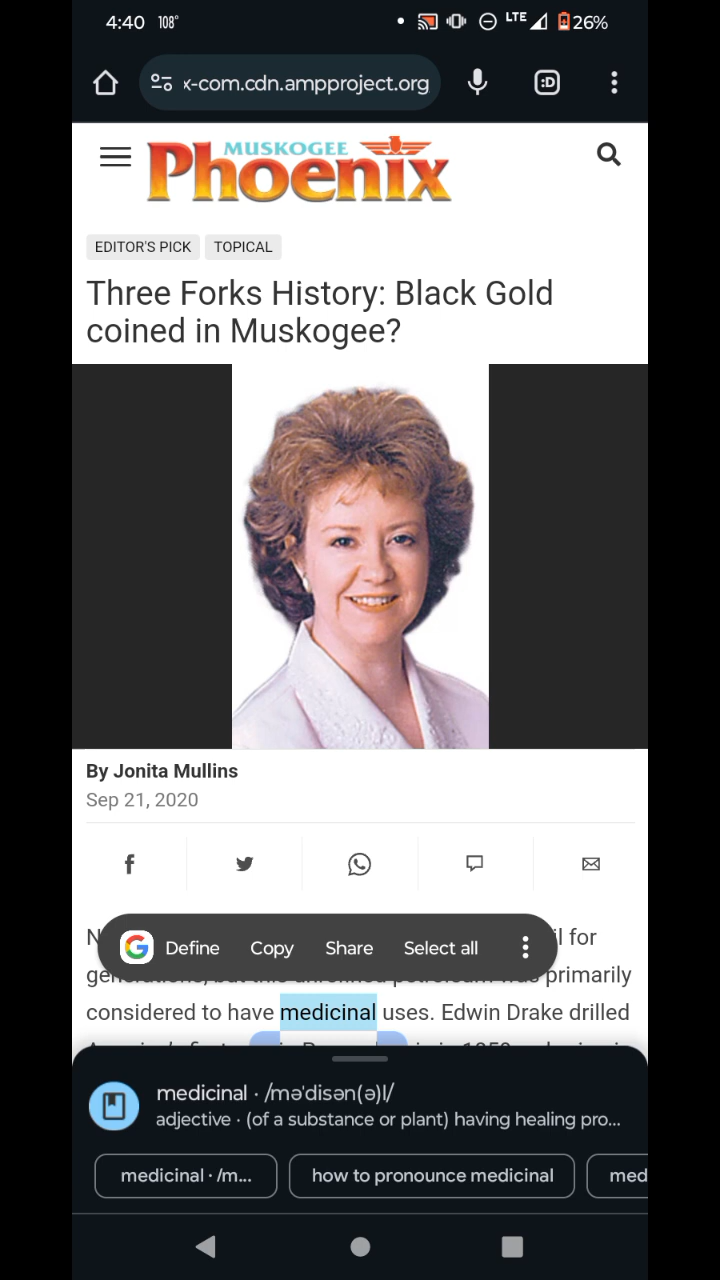 4:40 108° LTE 26%
x-com.cdn.ampproject.org :D
MUSKOGEE
Phoenix
EDITOR'S PICK TOPICAL
Three Forks History: Black Gold
coined in Muskogee?
By Jonita Mullins
Sep 21, 2020
Define Copy Share Select all
for
primarily
considered to have medicinal uses. Edwin Drake drilled
medicinal · /məˈdisən(ə)l/
adjective · (of a substance or plant) having healing pro...
medicinal · /m... how to pronounce medicinal med